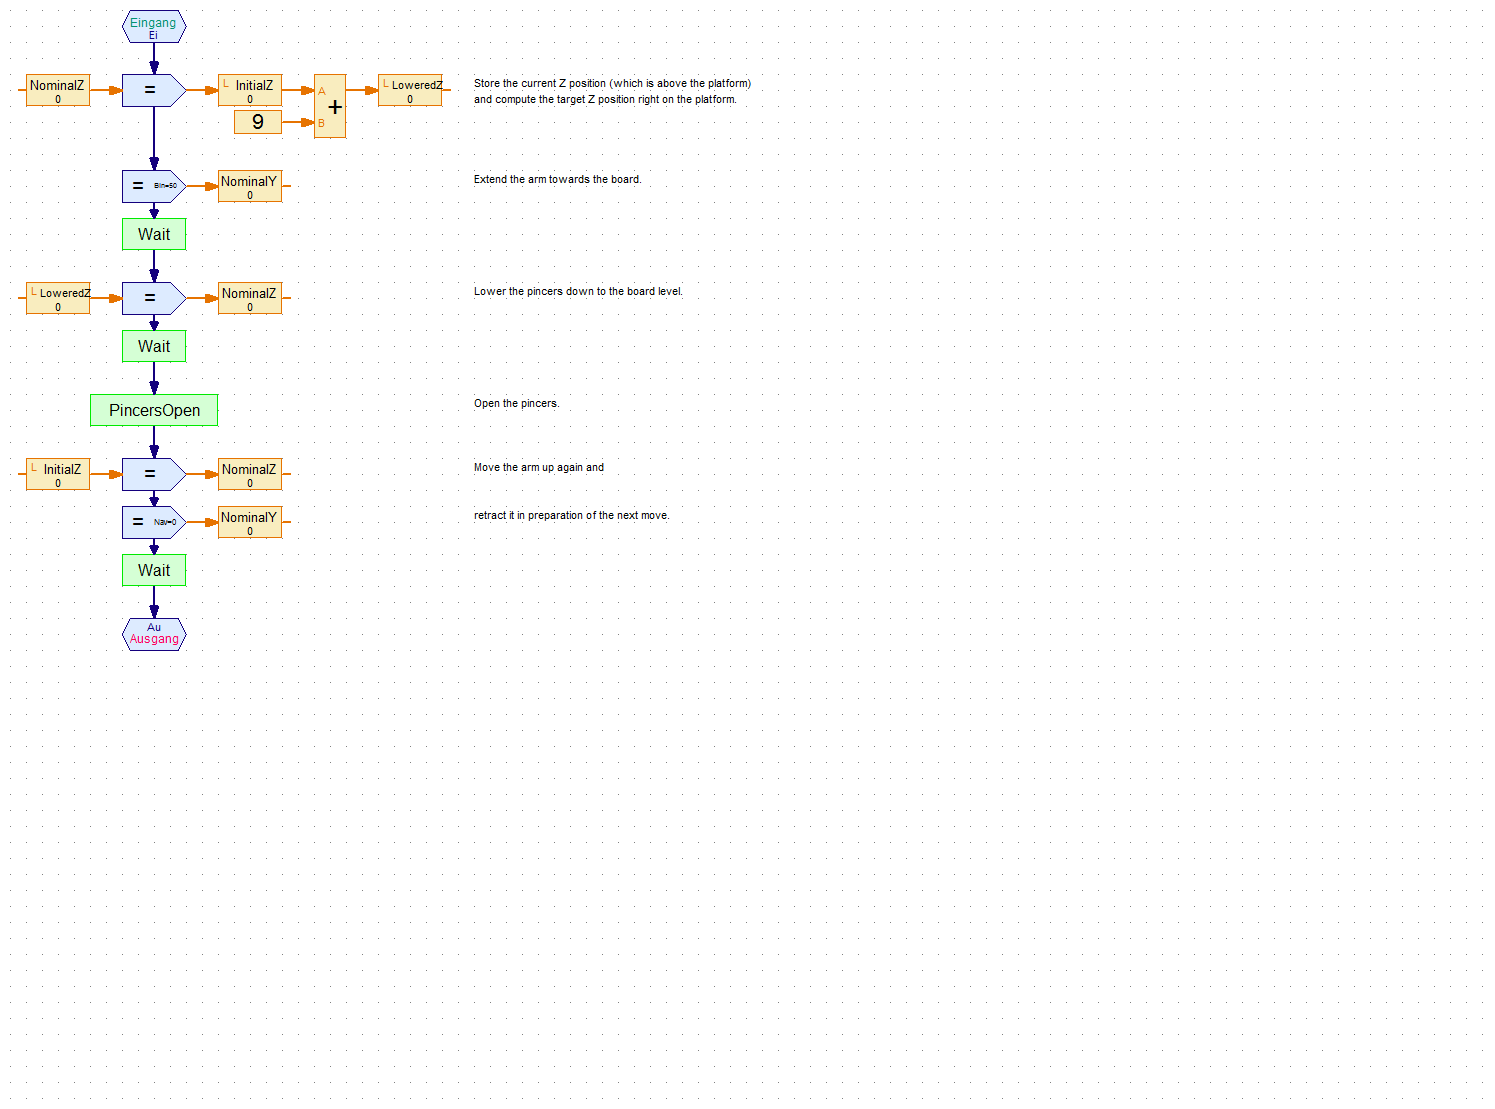 Eingang
Ei
NominalZ
0
=
L InitialZ
0
A
B
+
L LoweredZ
0
9
Store the current Z position (which is above the platform)
and compute the target Z position right on the platform.
= Bin=50
NominalY
0
Extend the arm towards the board.
Wait
L LoweredZ
0
=
NominalZ
0
Lower the pincers down to the board level.
Wait
PincersOpen
Open the pincers.
L InitialZ
0
=
NominalZ
0
Move the arm up again and
= Nav=0
NominalY
0
retract it in preparation of the next move.
Wait
Au
Ausgang